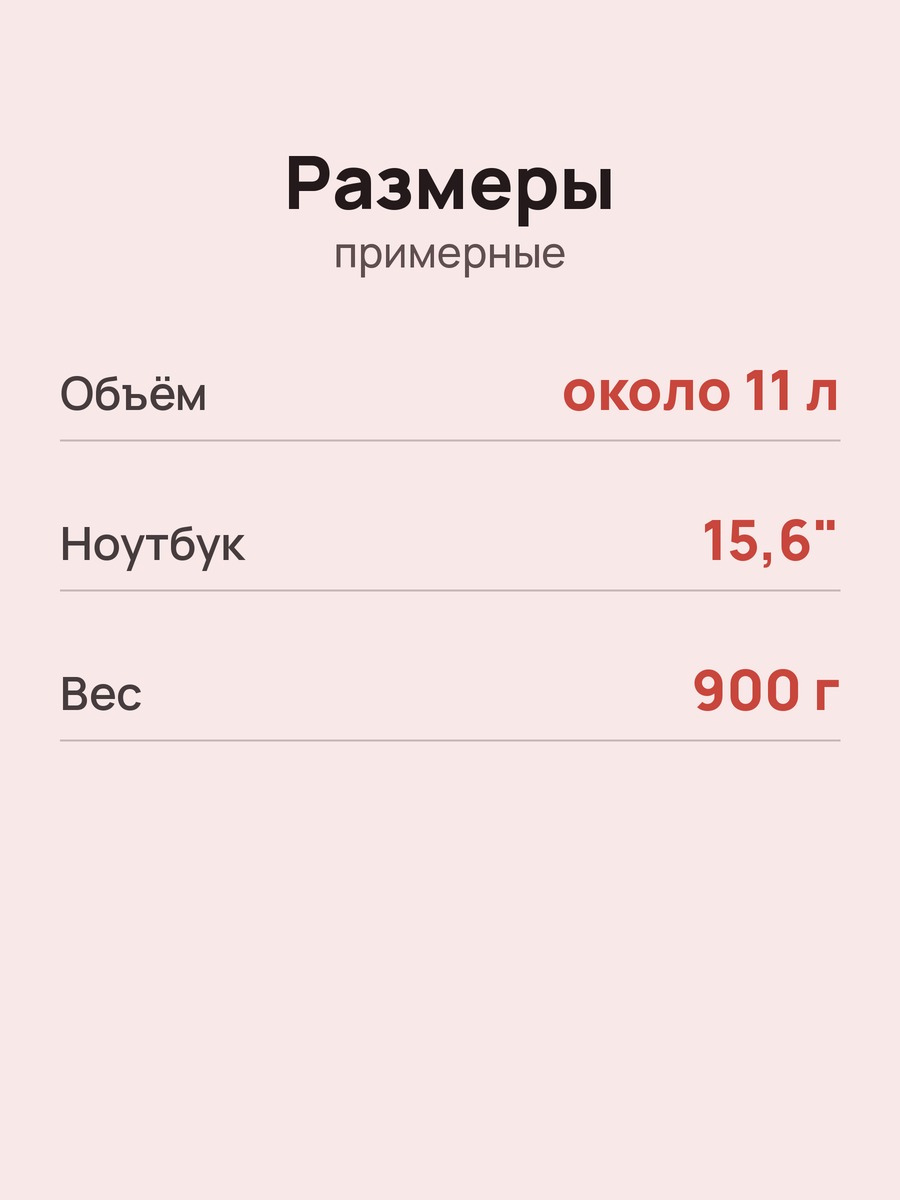 Размеры
примерные
Объём около 11 л
Ноутбук 15,6"
Вес 900 г